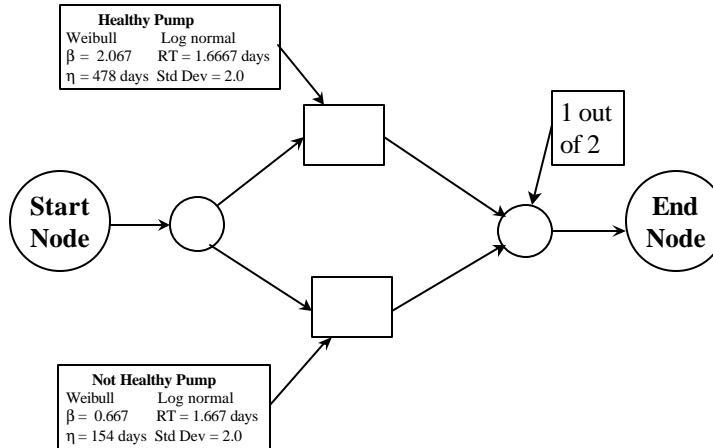 Healthy Pump
Weibull Log normal
β = 2.067 RT = 1.6667 days
η = 478 days Std Dev = 2.0
1 out
of 2
Start
Node
End
Node
Not Healthy Pump
Weibull Log normal
β = 0.667 RT = 1.667 days
η = 154 days Std Dev = 2.0